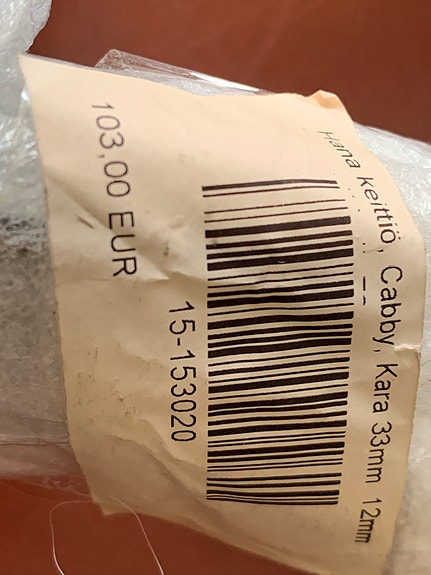 Hana keittiö, Cabby, Kara 33mm 12mm
15-153020
103,00 EUR